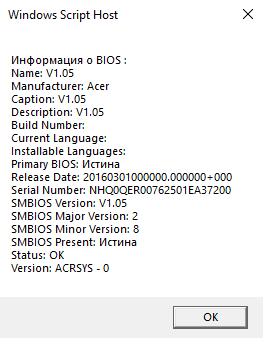 Windows Script Host
Информация о BIOS :
Name: V1.05
Manufacturer: Acer
Caption: V1.05
Description: V1.05
Build Number:
Current Language:
Installable Languages:
Primary BIOS: Истина
Release Date: 20160301000000.000000+000
Serial Number: NHQ0QER00762501EA37200
SMBIOS Version: V1.05
SMBIOS Major Version: 2
SMBIOS Minor Version: 8
SMBIOS Present: Истина
Status: OK
Version: ACRSYS - 0
OK